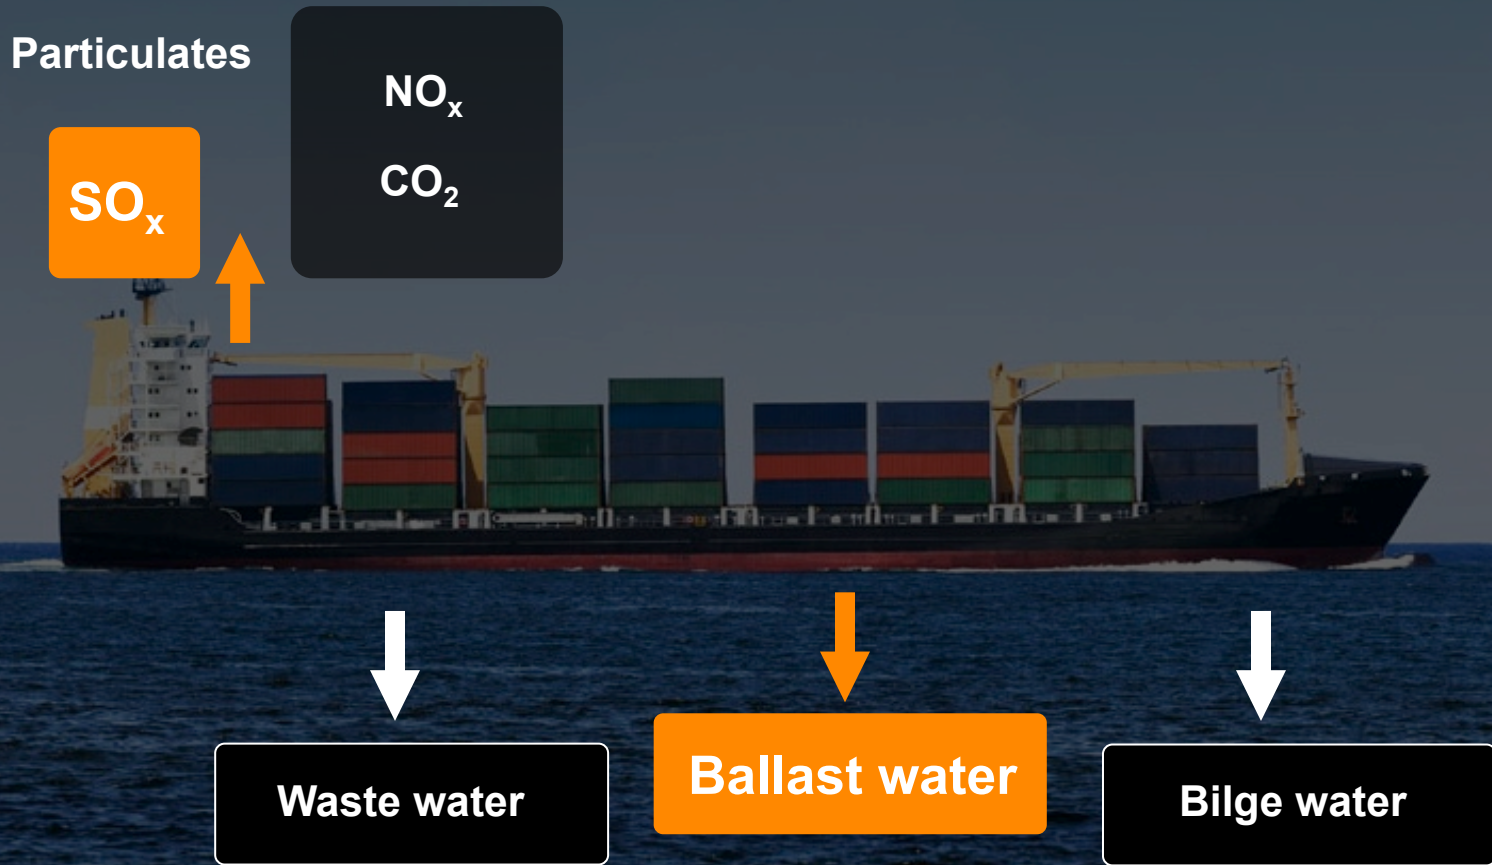 Particulates
NOₓ
CO₂
SOₓ
Waste water
Ballast water
Bilge water